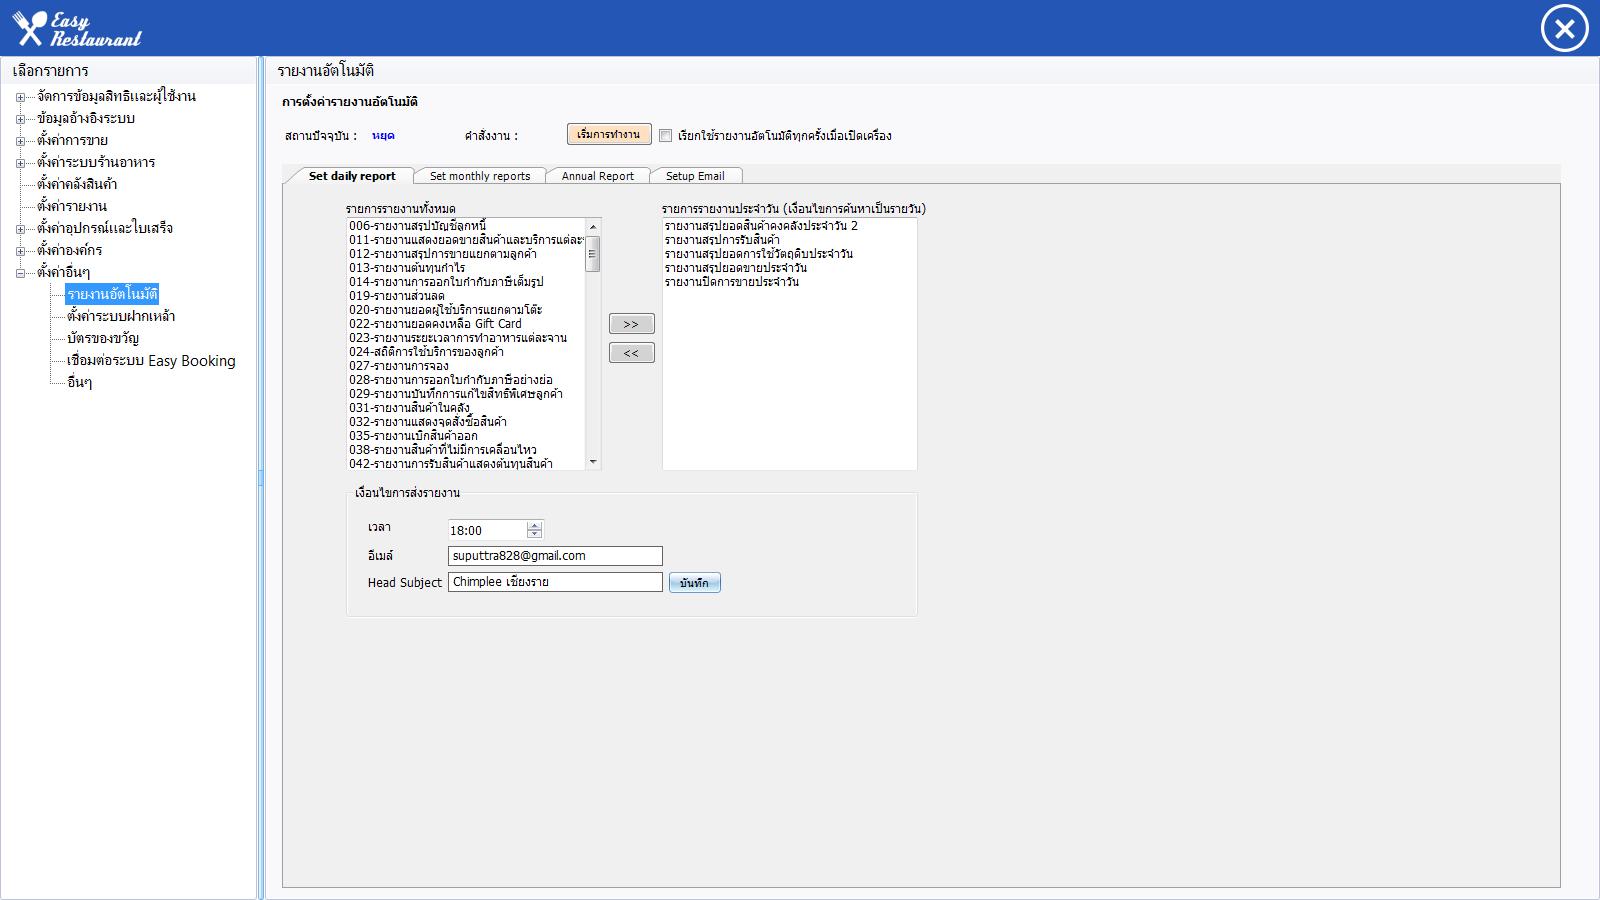 Easy
Restaurant
เลือกรายการ
จัดการข้อมูลสิทธิและผู้ใช้งาน
ข้อมูลอ้างอิงระบบ
ตั้งค่าการขาย
ตั้งค่าระบบร้านอาหาร
ตั้งค่าคลังสินค้า
ตั้งค่ารายงาน
ตั้งค่าอุปกรณ์และใบเสร็จ
ตั้งค่าองค์กร
ตั้งค่าอื่นๆ
รายงานอัตโนมัติ
ตั้งค่าระบบฝากเหล้า
บัตรของขวัญ
เชื่อมต่อระบบ Easy Booking
อื่นๆ
รายงานอัตโนมัติ
การตั้งค่ารายงานอัตโนมัติ
สถานปัจจุบัน : หยุด คำสั่งงาน : เริ่มการทำงาน เรียกใช้รายงานอัตโนมัติทุกครั้งเมื่อเปิดเครื่อง
Set daily report Set monthly reports Annual Report Setup Email
รายการรายงานทั้งหมด
006-รายงานสรุปบัญชีลูกหนี้
011-รายงานแสดงยอดขายสินค้าและบริการแต่ละ
012-รายงานสรุปการขายแยกตามลูกค้า
013-รายงานต้นทุนกำไร
014-รายงานการออกใบกำกับภาษีเต็มรูป
019-รายงานส่วนลด
020-รายงานยอดผู้ใช้บริการแยกตามโต๊ะ
022-รายงานยอดคงเหลือ Gift Card
023-รายงานระยะเวลาการทำอาหารแต่ละจาน
024-สถิติการใช้บริการของลูกค้า
027-รายงานการจอง
028-รายงานการออกใบกำกับภาษีอย่างย่อ
029-รายงานบันทึกการแก้ไขสิทธิพิเศษลูกค้า
031-รายงานสินค้าในคลัง
032-รายงานแสดงจุดสั่งซื้อสินค้า
035-รายงานเบิกสินค้าออก
038-รายงานสินค้าที่ไม่มีการเคลื่อนไหว
042-รายงานการรับสินค้าแสดงต้นทุนสินค้า
>>
<<
รายการรายงานประจำวัน (เงื่อนไขการค้นหาเป็นรายวัน)
รายงานสรุปยอดสินค้าคงคลังประจำวัน 2
รายงานสรุปการรับสินค้า
รายงานสรุปยอดการใช้วัตถุดิบประจำวัน
รายงานสรุปยอดขายประจำวัน
รายงานปิดการขายประจำวัน
เงื่อนไขการส่งรายงาน
เวลา 18:00
อีเมล์ suputtra828@gmail.com
Head Subject Chimplee เชียงราย บันทึก